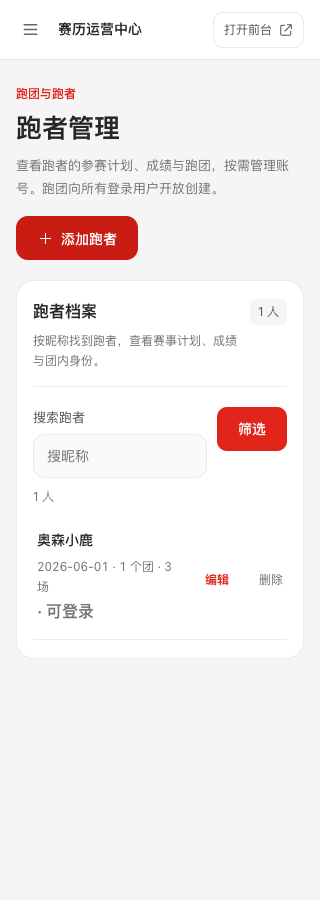 赛历运营中心
打开前台
跑团与跑者
跑者管理
查看跑者的参赛计划、成绩与跑团，按需管理账
号。跑团向所有登录用户开放创建。
添加跑者
跑者档案
1 人
按昵称找到跑者，查看赛事计划、成绩
与团内身份。
搜索跑者
筛选
搜昵称
1 人
奥森小鹿
2026-06-01 · 1 个团 · 3
场
· 可登录
编辑
删除